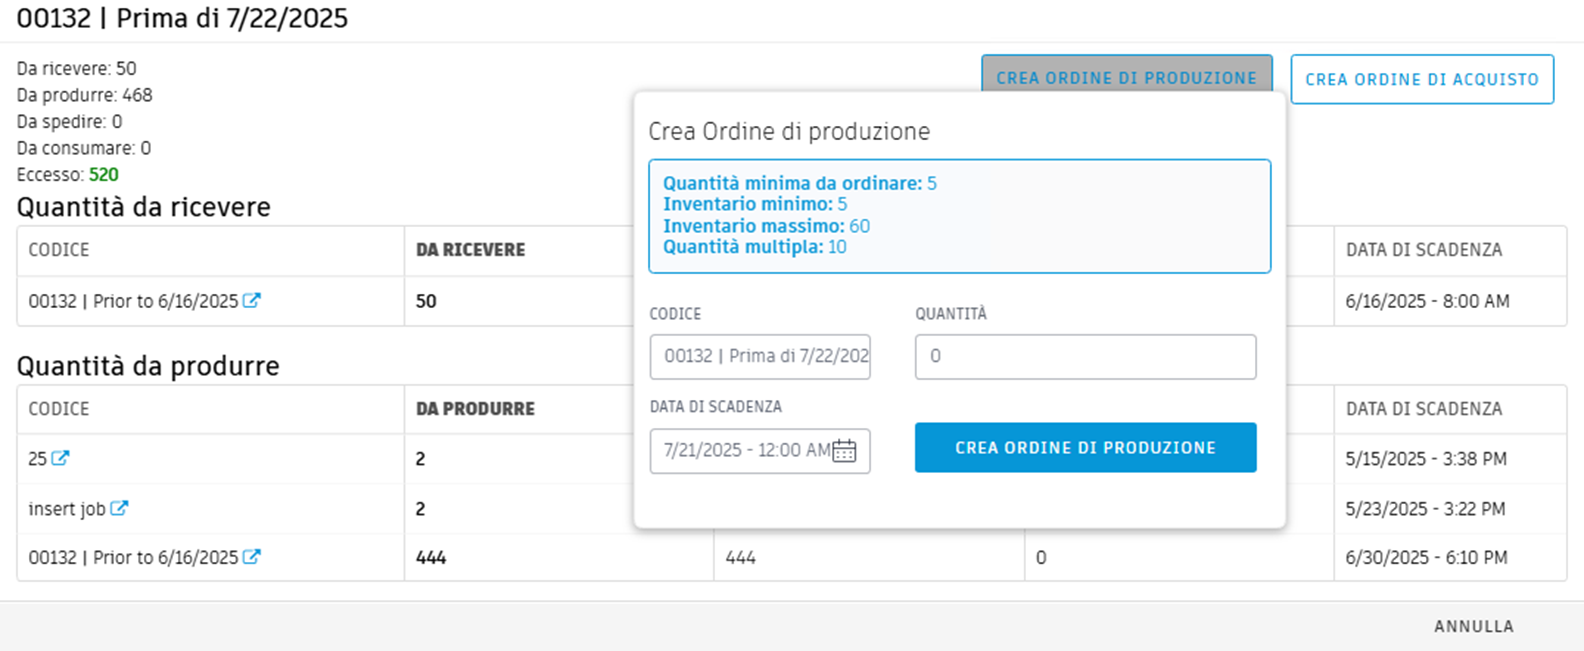 00132 | Prima di 7/22/2025
Da ricevere: 50
Da produrre: 468
Da spedire: 0
Da consumare: 0
Eccesso: 520
CREA ORDINE DI PRODUZIONE
CREA ORDINE DI ACQUISTO
Crea Ordine di produzione
Quantità minima da ordinare: 5
Inventario minimo: 5
Inventario massimo: 60
Quantità multipla: 10
CODICE
QUANTITÀ
00132 | Prima di 7/22/202
0
DATA DI SCADENZA
7/21/2025 - 12:00 AM
CREA ORDINE DI PRODUZIONE
Quantità da ricevere
CODICE
DA RICEVERE
DATA DI SCADENZA
00132 | Prior to 6/16/2025
50
6/16/2025 - 8:00 AM
Quantità da produrre
CODICE
DA PRODURRE
DATA DI SCADENZA
25
2
5/15/2025 - 3:38 PM
insert job
2
5/23/2025 - 3:22 PM
00132 | Prior to 6/16/2025
444
444
0
6/30/2025 - 6:10 PM
ANNULLA